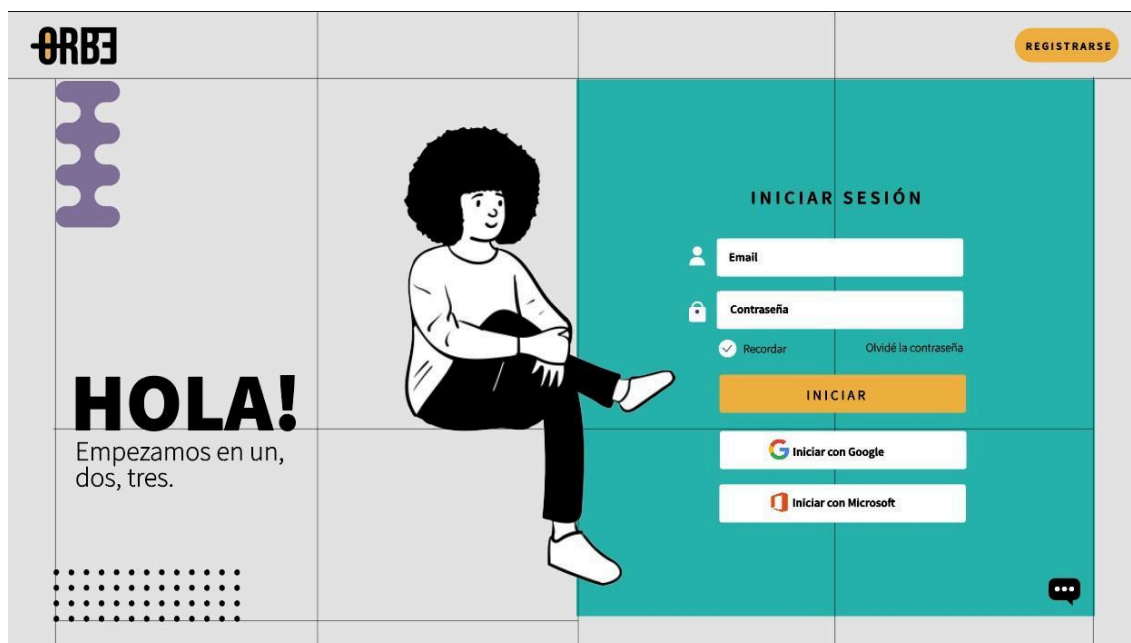 ORBE
REGISTRARSE
INICIAR SESIÓN
Email
Contraseña
Recordar
Olvidé la contraseña
INICIAR
Iniciar con Google
Iniciar con Microsoft
HOLA!
Empezamos en un,
dos, tres.